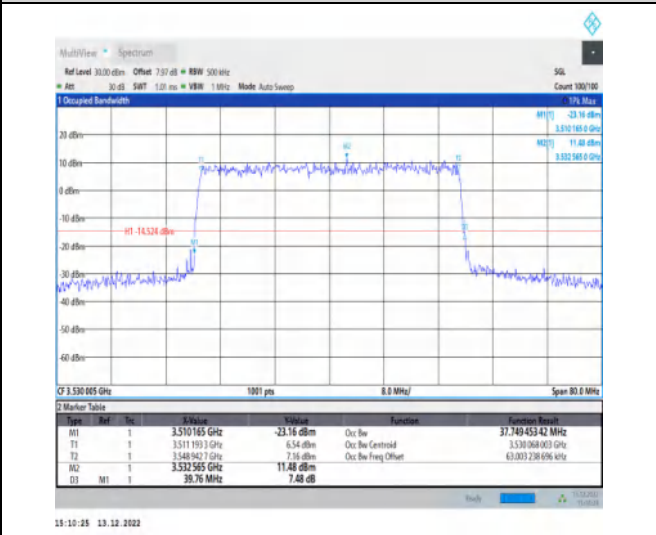 MultiView Spectrum
Ref Level 30.00 dBm Offset 7.97 dB RBW 500 kHz SGL
Att 30 dB SWT 1.01 ms VBW 1 MHz Mode Auto Sweep Count 100/100
1 Occupied Bandwidth 1Pk Max
M1[1] -23.16 dBm
3.510 165 0 GHz
20 dBm M2[1] 11.48 dBm
3.532 565 0 GHz
M2
10 dBm T1 T2
0 dBm
-10 dBm
H1 -14.524 dBm
-20 dBm M1
-30 dBm
-40 dBm
-50 dBm
-60 dBm
CF 3.530 005 GHz 1001 pts 8.0 MHz/ Span 80.0 MHz
2 Marker Table
Type Ref Trc X-Value Y-Value Function Function Result
M1 1 3.510165 GHz -23.16 dBm Occ Bw 37.749 453 42 MHz
T1 1 3.511 193 3 GHz 6.54 dBm Occ Bw Centroid 3.530 068 003 GHz
T2 1 3.548 942 7 GHz 7.16 dBm Occ Bw Freq Offset 63.003 238 696 kHz
M2 1 3.532565 GHz 11.48 dBm
D3 M1 1 39.76 MHz 7.48 dB
Ready
15:10:25 13.12.2022